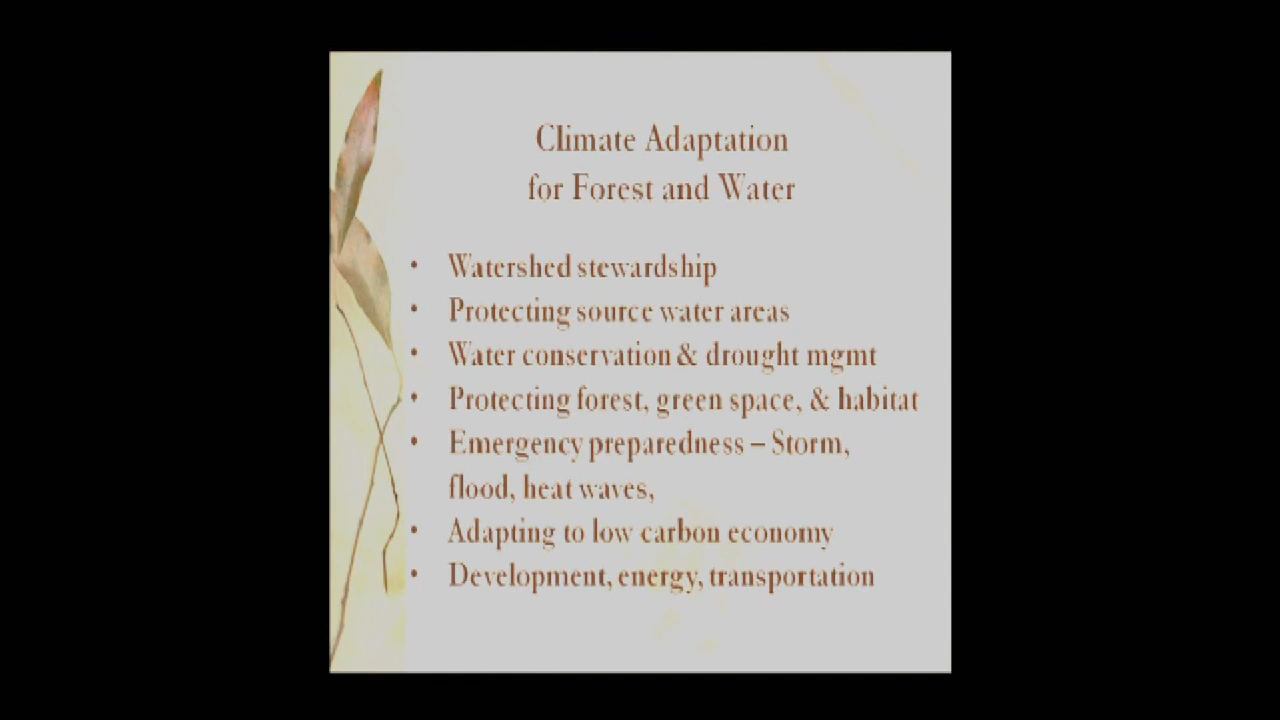 Climate Adaptation
for Forest and Water
• Watershed stewardship
• Protecting source water areas
• Water conservation & drought mgmt
• Protecting forest, green space, & habitat
• Emergency preparedness – Storm,
flood, heat waves,
• Adapting to low carbon economy
• Development, energy, transportation